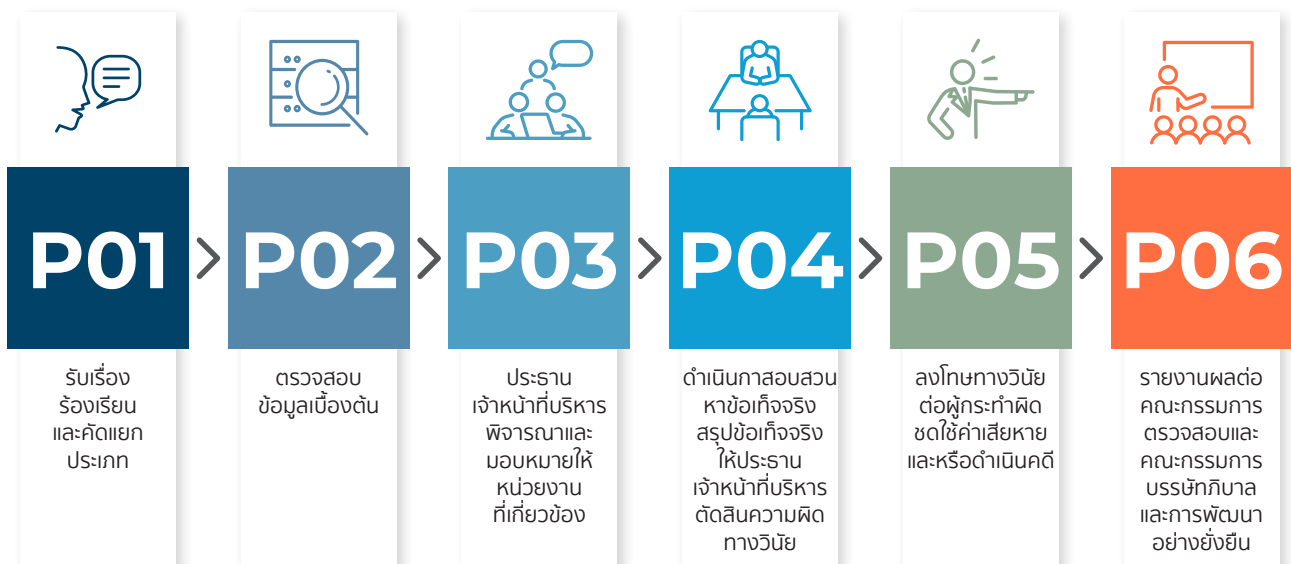 P01
รับเรื่อง
ร้องเรียน
และคัดแยก
ประเภท
P02
ตรวจสอบ
ข้อมูลเบื้องต้น
P03
ประธาน
เจ้าหน้าที่บริหาร
พิจารณาและ
มอบหมายให้
หน่วยงาน
ที่เกี่ยวข้อง
P04
ดำเนินกาสอบสวน
หาข้อเท็จจริง
สรุปข้อเท็จจริง
ให้ประธาน
เจ้าหน้าที่บริหาร
ตัดสินความผิด
ทางวินัย
P05
ลงโทษทางวินัย
ต่อผู้กระทำผิด
ชดใช้ค่าเสียหาย
และหรือดำเนินคดี
P06
รายงานผลต่อ
คณะกรรมการ
ตรวจสอบและ
คณะกรรมการ
บรรษัทภิบาล
และการพัฒนา
อย่างยั่งยืน